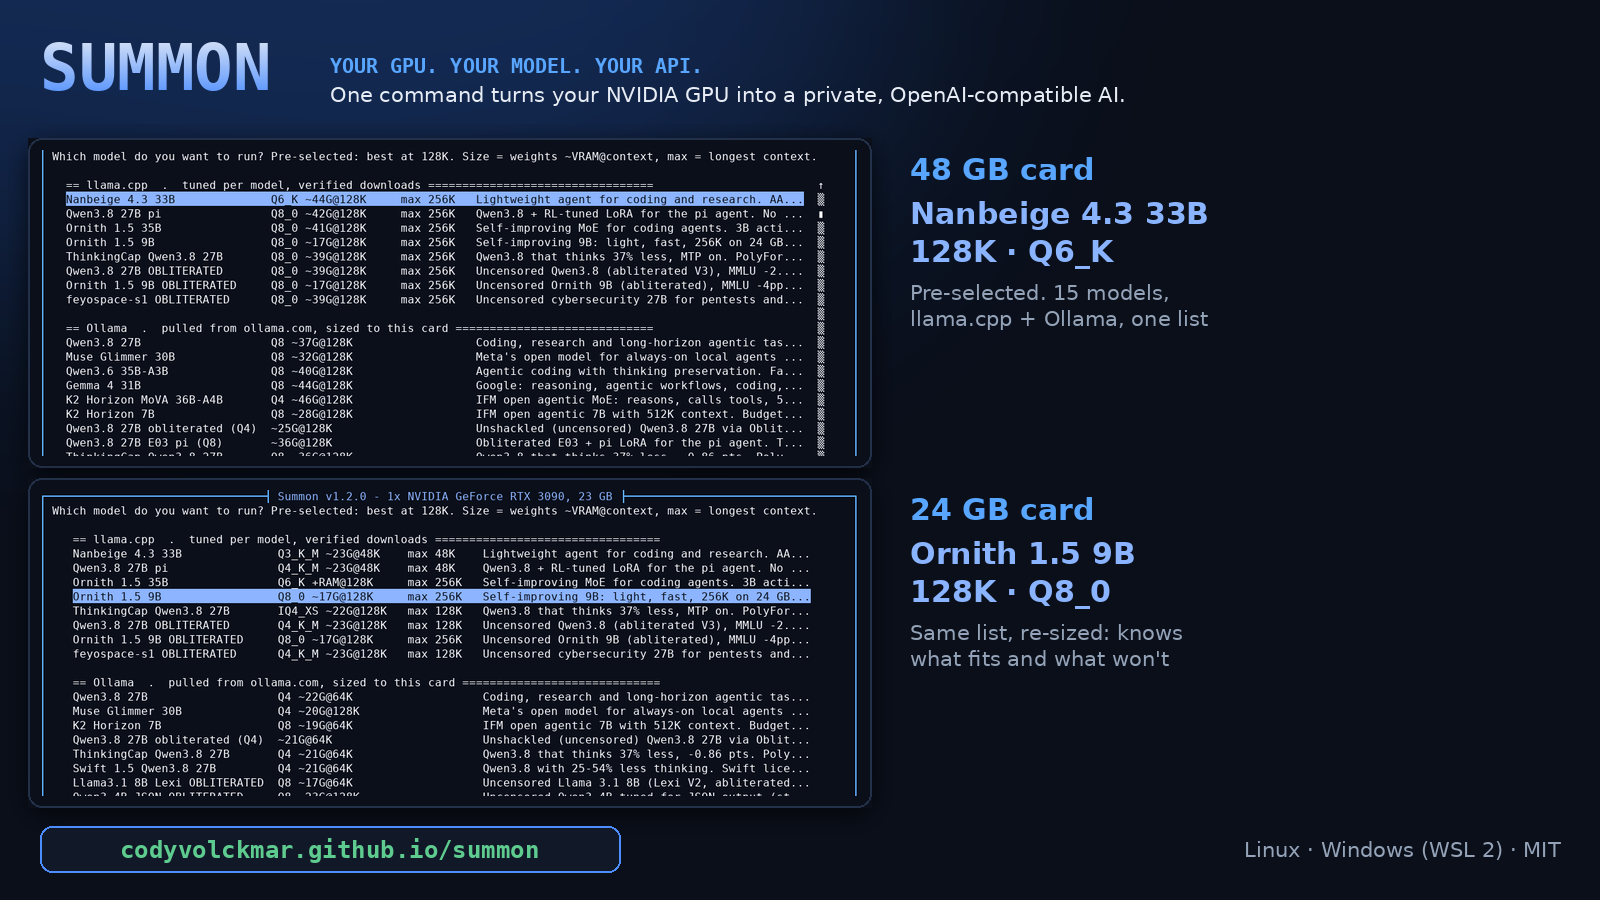 SUMMON
YOUR GPU. YOUR MODEL. YOUR API.
One command turns your NVIDIA GPU into a private, OpenAI-compatible AI.
Which model do you want to run? Pre-selected: best at 128K. Size = weights ~VRAM@context, max = longest context.
== llama.cpp . tuned per model, verified downloads =================================
Nanbeige 4.3 33B Q6_K ~44G@128K max 256K Lightweight agent for coding and research. AA...
Qwen3.8 27B pi Q8_0 ~42G@128K max 256K Qwen3.8 + RL-tuned LoRA for the pi agent. No ...
Ornith 1.5 35B Q8_0 ~41G@128K max 256K Self-improving MoE for coding agents. 3B acti...
Ornith 1.5 9B Q8_0 ~17G@128K max 256K Self-improving 9B: light, fast, 256K on 24 GB...
ThinkingCap Qwen3.8 27B Q8_0 ~39G@128K max 256K Qwen3.8 that thinks 37% less, MTP on. PolyFor...
Qwen3.8 27B OBLITERATED Q8_0 ~39G@128K max 256K Uncensored Qwen3.8 (abliterated V3), MMLU -2....
Ornith 1.5 9B OBLITERATED Q8_0 ~17G@128K max 256K Uncensored Ornith 9B (abliterated), MMLU -4pp...
feyospace-s1 OBLITERATED Q8_0 ~39G@128K max 256K Uncensored cybersecurity 27B for pentests and...
== Ollama . pulled from ollama.com, sized to this card =============================
Qwen3.8 27B Q8 ~37G@128K Coding, research and long-horizon agentic tas...
Muse Glimmer 30B Q8 ~32G@128K Meta's open model for always-on local agents ...
Qwen3.6 35B-A3B Q8 ~40G@128K Agentic coding with thinking preservation. Fa...
Gemma 4 31B Q8 ~44G@128K Google: reasoning, agentic workflows, coding,...
K2 Horizon MoVA 36B-A4B Q4 ~46G@128K IFM open agentic MoE: reasons, calls tools, 5...
K2 Horizon 7B Q8 ~28G@128K IFM open agentic 7B with 512K context. Budget...
Qwen3.8 27B obliterated (Q4) ~25G@128K Unshackled (uncensored) Qwen3.8 27B via Oblit...
Qwen3.8 27B E03 pi (Q8) ~36G@128K Obliterated E03 + pi LoRA for the pi agent. T...
ThinkingCap Qwen3.8 27B Q8 ~36G@128K Qwen3.8 that thinks 37% less, -0.86 pts. Poly...
48 GB card
Nanbeige 4.3 33B
128K · Q6_K
Pre-selected. 15 models,
llama.cpp + Ollama, one list
Summon v1.2.0 - 1x NVIDIA GeForce RTX 3090, 23 GB
Which model do you want to run? Pre-selected: best at 128K. Size = weights ~VRAM@context, max = longest context.
== llama.cpp . tuned per model, verified downloads =================================
Nanbeige 4.3 33B Q3_K_M ~23G@48K max 48K Lightweight agent for coding and research. AA...
Qwen3.8 27B pi Q4_K_M ~23G@48K max 48K Qwen3.8 + RL-tuned LoRA for the pi agent. No ...
Ornith 1.5 35B Q6_K +RAM@128K max 256K Self-improving MoE for coding agents. 3B acti...
Ornith 1.5 9B Q8_0 ~17G@128K max 256K Self-improving 9B: light, fast, 256K on 24 GB...
ThinkingCap Qwen3.8 27B IQ4_XS ~22G@128K max 128K Qwen3.8 that thinks 37% less, MTP on. PolyFor...
Qwen3.8 27B OBLITERATED Q4_K_M ~23G@128K max 128K Uncensored Qwen3.8 (abliterated V3), MMLU -2....
Ornith 1.5 9B OBLITERATED Q8_0 ~17G@128K max 256K Uncensored Ornith 9B (abliterated), MMLU -4pp...
feyospace-s1 OBLITERATED Q4_K_M ~23G@128K max 128K Uncensored cybersecurity 27B for pentests and...
== Ollama . pulled from ollama.com, sized to this card =============================
Qwen3.8 27B Q4 ~22G@64K Coding, research and long-horizon agentic tas...
Muse Glimmer 30B Q4 ~20G@128K Meta's open model for always-on local agents ...
K2 Horizon 7B Q8 ~19G@64K IFM open agentic 7B with 512K context. Budget...
Qwen3.8 27B obliterated (Q4) ~21G@64K Unshackled (uncensored) Qwen3.8 27B via Oblit...
ThinkingCap Qwen3.8 27B Q4 ~21G@64K Qwen3.8 that thinks 37% less, -0.86 pts. Poly...
Swift 1.5 Qwen3.8 27B Q4 ~21G@64K Qwen3.8 with 25-54% less thinking. Swift lice...
Llama3.1 8B Lexi OBLITERATED Q8 ~17G@64K Uncensored Llama 3.1 8B (Lexi V2, abliterated...
24 GB card
Ornith 1.5 9B
128K · Q8_0
Same list, re-sized: knows
what fits and what won't
codyvolckmar.github.io/summon
Linux · Windows (WSL 2) · MIT